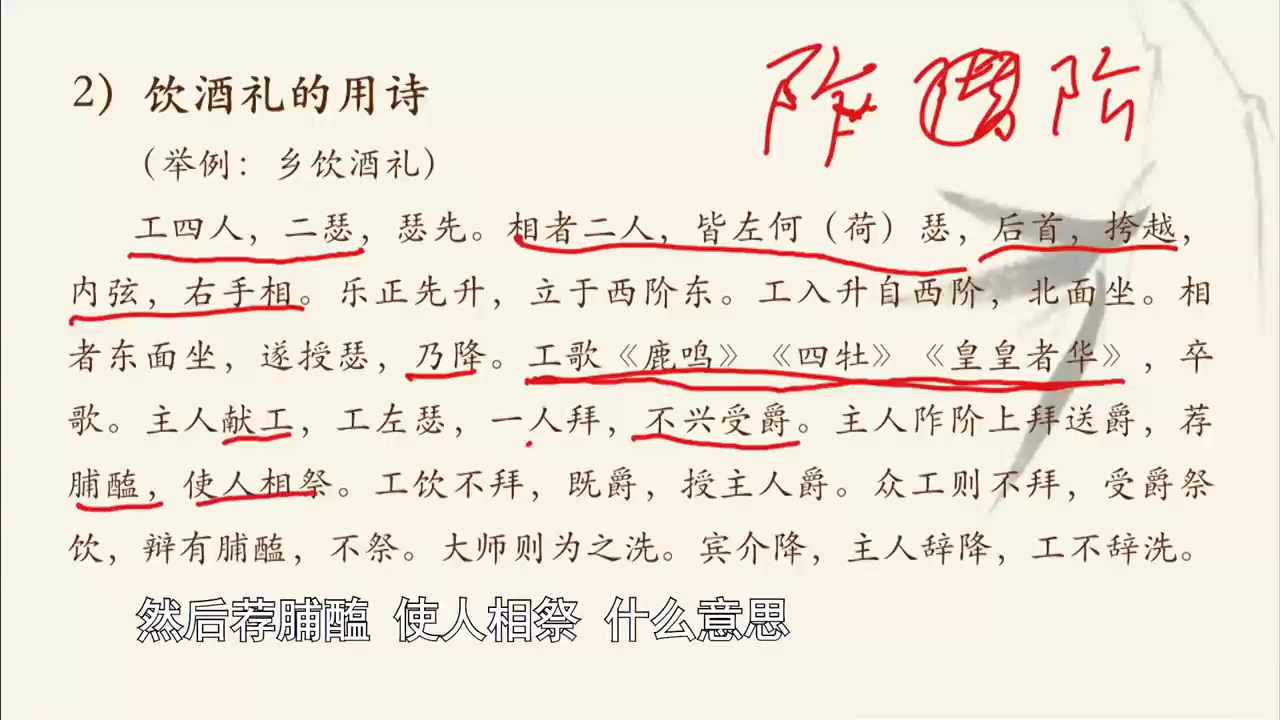 2）饮酒礼的用诗
阼 阶
（举例：乡饮酒礼）
工四人，二瑟，瑟先。相者二人，皆左何（荷）瑟，后首，挎越，
内弦，右手相。乐正先升，立于西阶东。工入升自西阶，北面坐。相
者东面坐，遂授瑟，乃降。工歌《鹿鸣》《四牡》《皇皇者华》，卒
歌。主人献工，工左瑟，一人拜，不兴受爵。主人阼阶上拜送爵，荐
脯醢，使人相祭。工饮不拜，既爵，授主人爵。众工则不拜，受爵祭
饮，辩有脯醢，不祭。大师则为之洗。宾介降，主人辞降，工不辞洗。
然后荐脯醢 使人相祭 什么意思